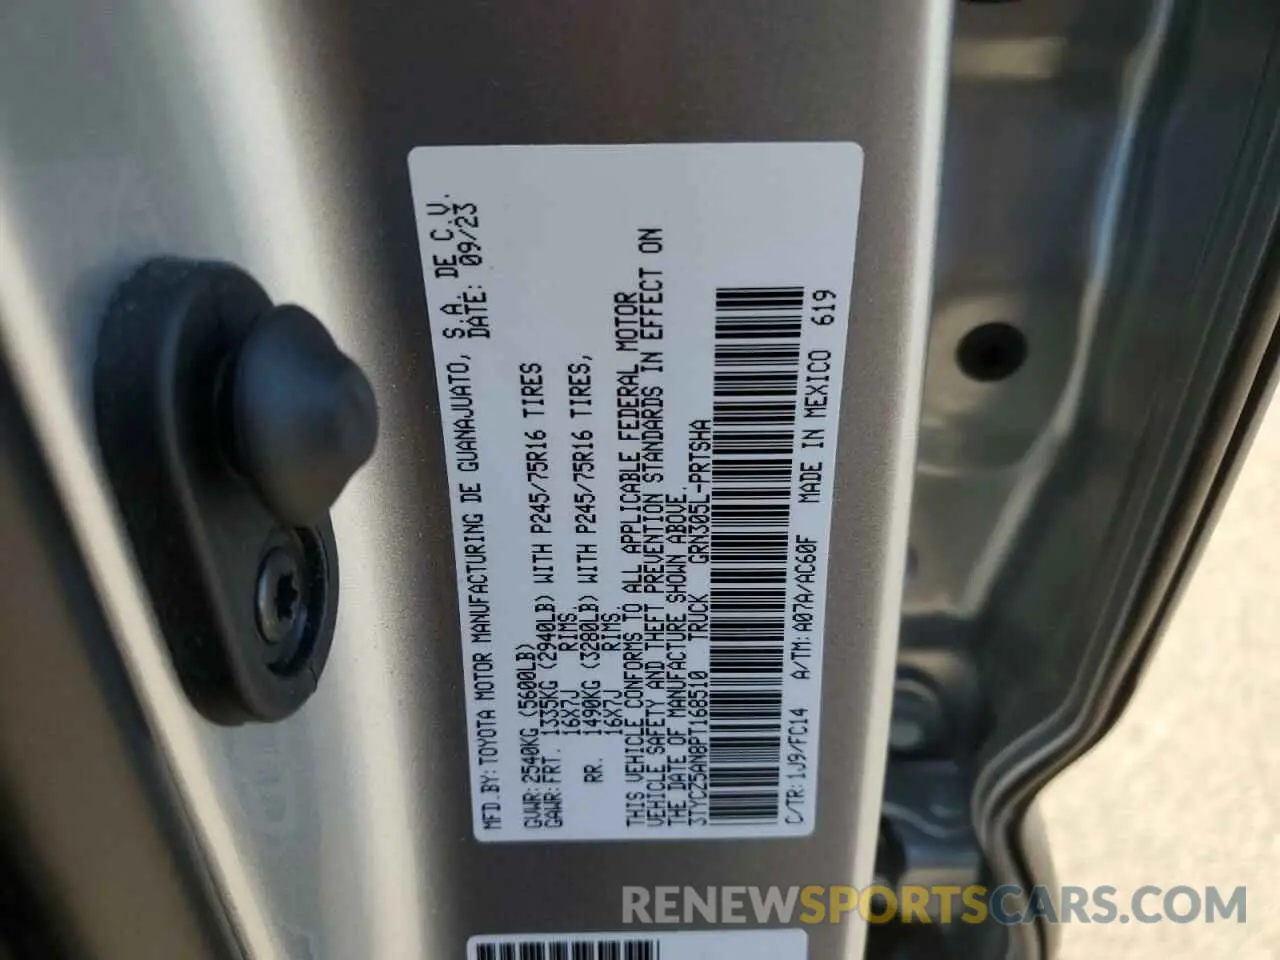 MFD.BY:TOYOTA MOTOR MANUFACTURING DE GUANAJUATO, S.A. DE C.V.
DATE: 09/23
GVWR:2540KG (5600LB)
GAWR:FRT. 1335KG (2940LB) WITH P245/75R16 TIRES
16X7J RIMS,
RR. 1490KG (3280LB) WITH P245/75R16 TIRES,
16X7J RIMS
THIS VEHICLE CONFORMS TO ALL APPLICABLE FEDERAL MOTOR
VEHICLE SAFETY AND THEFT PREVENTION STANDARDS IN EFFECT ON
THE DATE OF MANUFACTURE SHOWN ABOVE.
3TYCZ5AN8PT168510 TRUCK GRN305L-PRTSHA
C/TR:1J9/FC14 A/TM:A07A/AC60F MADE IN MEXICO 619
RENEWSPORTSCARS.COM